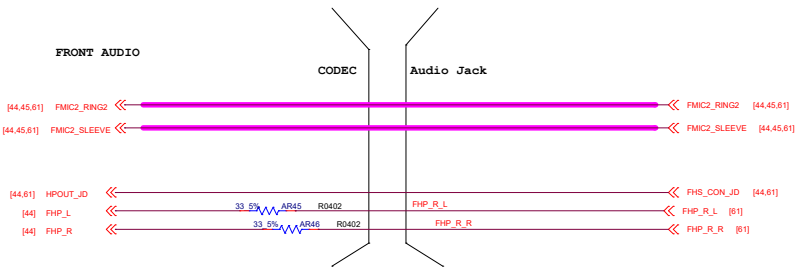 FRONT AUDIO
CODEC Audio Jack
[44,45,61] FMIC2_RING2 FMIC2_RING2 [44,45,61]
[44,45,61] FMIC2_SLEEVE FMIC2_SLEEVE [44,45,61]
[44,61] HPOUT_JD FHS_CON_JD [44,61]
[44] FHP_L 33_5% AR45 R0402 FHP_R_L FHP_R_L [61]
[44] FHP_R 33_5% AR46 R0402 FHP_R_R FHP_R_R [61]